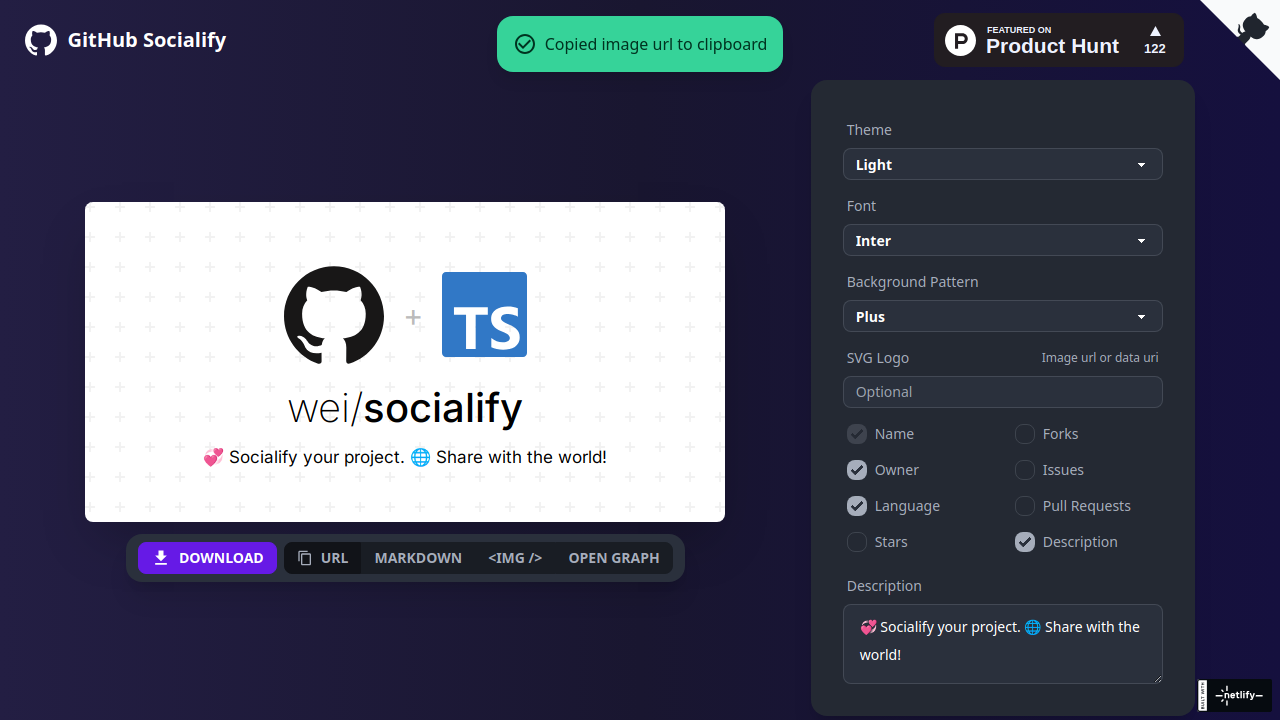 GitHub Socialify
Copied image url to clipboard
FEATURED ON
Product Hunt
122
Theme
Light
Font
Inter
Background Pattern
Plus
SVG Logo
Image url or data uri
Optional
Name
Forks
Owner
Issues
Language
Pull Requests
Stars
Description
Description
💞 Socialify your project. 🌐 Share with the
world!
+
TS
wei/socialify
💞 Socialify your project. 🌐 Share with the world!
DOWNLOAD
URL
MARKDOWN
<IMG />
OPEN GRAPH
BUILT WITH
netlify